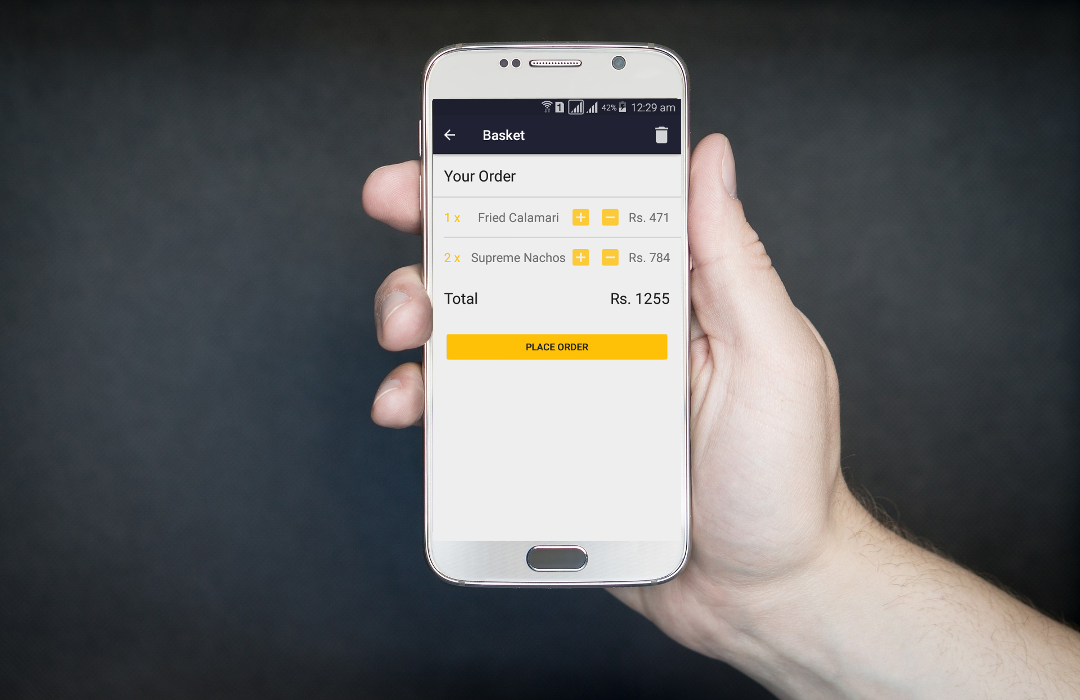 1 42% 12:29 am
Basket
Your Order
1 x Fried Calamari + − Rs. 471
2 x Supreme Nachos + − Rs. 784
Total Rs. 1255
PLACE ORDER